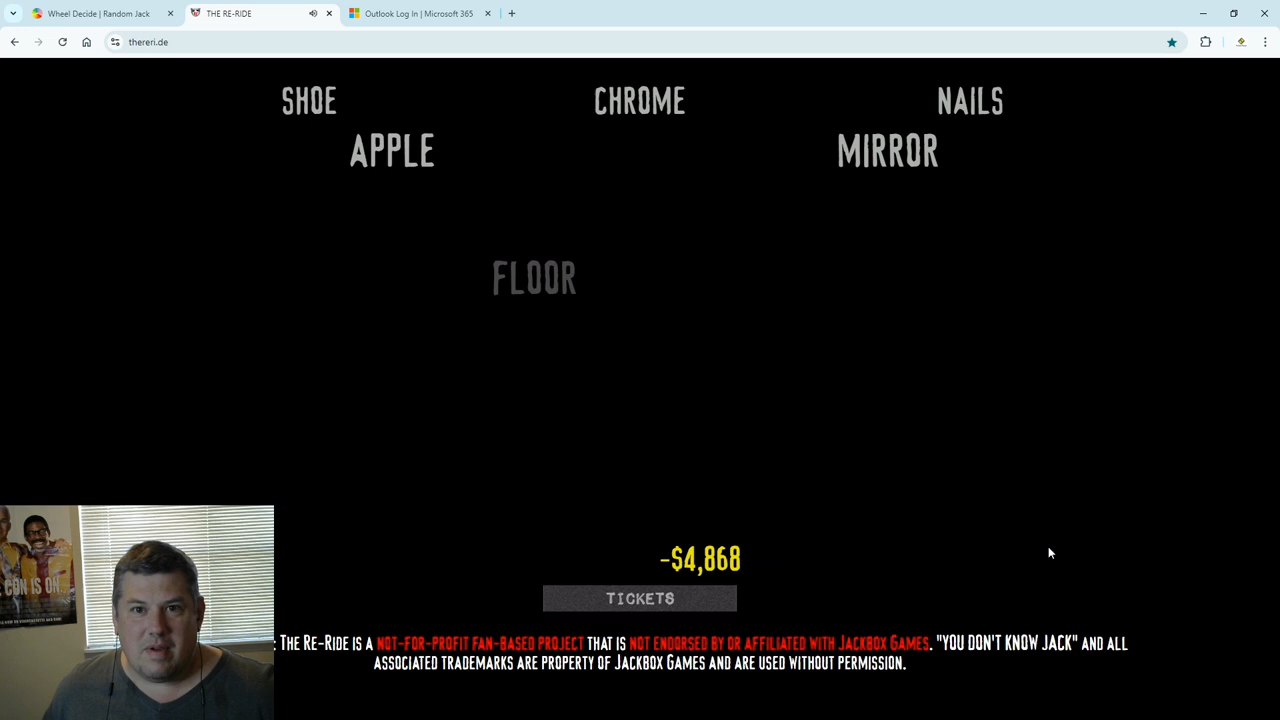 Wheel Decide | Random Jack
THE RE-RIDE
Outlook Log In | Microsoft 365
thereri.de
SHOE
CHROME
NAILS
APPLE
MIRROR
FLOOR
CON IS ON
-$4,868
TICKETS
: THE RE-RIDE IS A NOT-FOR-PROFIT FAN-BASED PROJECT THAT IS NOT ENDORSED BY OR AFFILIATED WITH JACKBOX GAMES. "YOU DON'T KNOW JACK" AND ALL
ASSOCIATED TRADEMARKS ARE PROPERTY OF JACKBOX GAMES AND ARE USED WITHOUT PERMISSION.